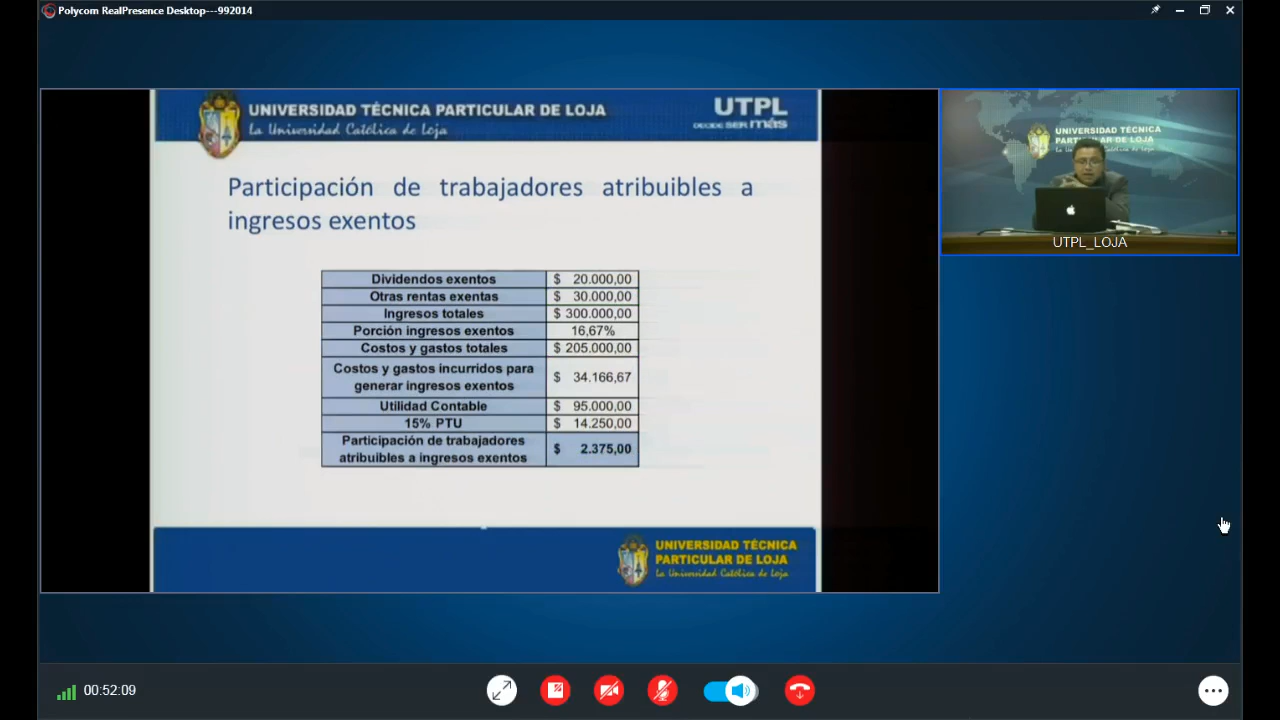 Polycom RealPresence Desktop---992014
UNIVERSIDAD TÉCNICA PARTICULAR DE LOJA
La Universidad Católica de Loja
UTPL
DECIDE SER más
Participación de trabajadores atribuibles a
ingresos exentos
Dividendos exentos $ 20.000,00
Otras rentas exentas $ 30.000,00
Ingresos totales $ 300.000,00
Porción ingresos exentos 16,67%
Costos y gastos totales $ 205.000,00
Costos y gastos incurridos para
generar ingresos exentos $ 34.166,67
Utilidad Contable $ 95.000,00
15% PTU $ 14.250,00
Participación de trabajadores
atribuibles a ingresos exentos $ 2.375,00
UNIVERSIDAD TÉCNICA
PARTICULAR DE LOJA
La Universidad Católica de Loja
UNIVERSIDAD TÉCNICA
PARTICULAR DE LOJA
UTPL_LOJA
00:52:09